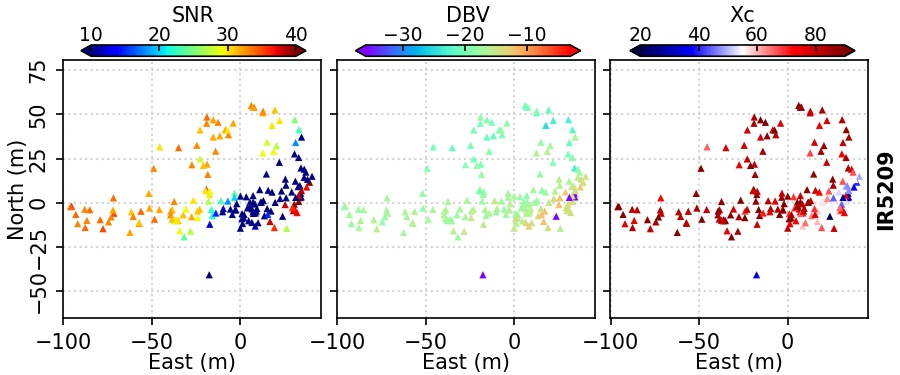 SNR DBV Xc
10 20 30 40 −30 −20 −10 20 40 60 80
75
50
25
0
−25
−50
North (m)
−100 −50 0 −100 −50 0 −100 −50 0
East (m) East (m) East (m)
IR5209